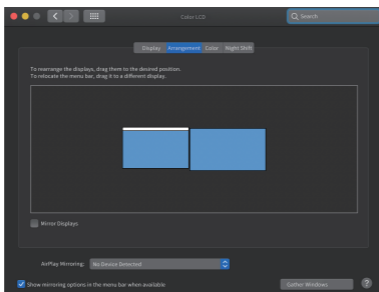 Color LCD
Search
Display Arrangement Color Night Shift
To rearrange the displays, drag them to the desired position.
To relocate the menu bar, drag it to a different display.
Mirror Displays
AirPlay Mirroring: No Device Detected
Show mirroring options in the menu bar when available
Gather Windows
?